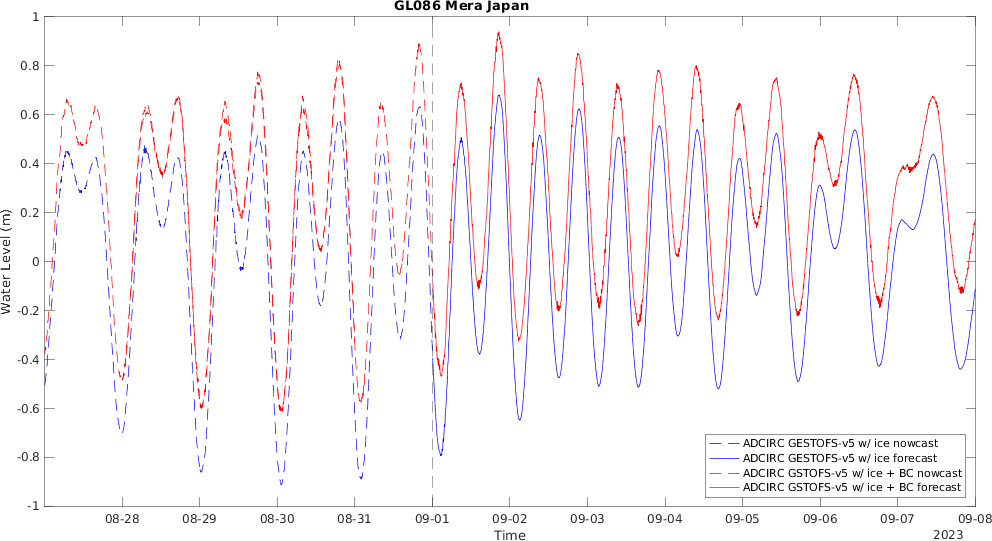 GL086 Mera Japan
1
0.8
0.6
0.4
0.2
0
-0.2
-0.4
-0.6
-0.8
-1
Water Level (m)
ADCIRC GESTOFS-v5 w/ ice nowcast
ADCIRC GESTOFS-v5 w/ ice forecast
ADCIRC GSTOFS-v5 w/ ice + BC nowcast
ADCIRC GSTOFS-v5 w/ ice + BC forecast
08-28 08-29 08-30 08-31 09-01 09-02 09-03 09-04 09-05 09-06 09-07 09-08
Time
2023